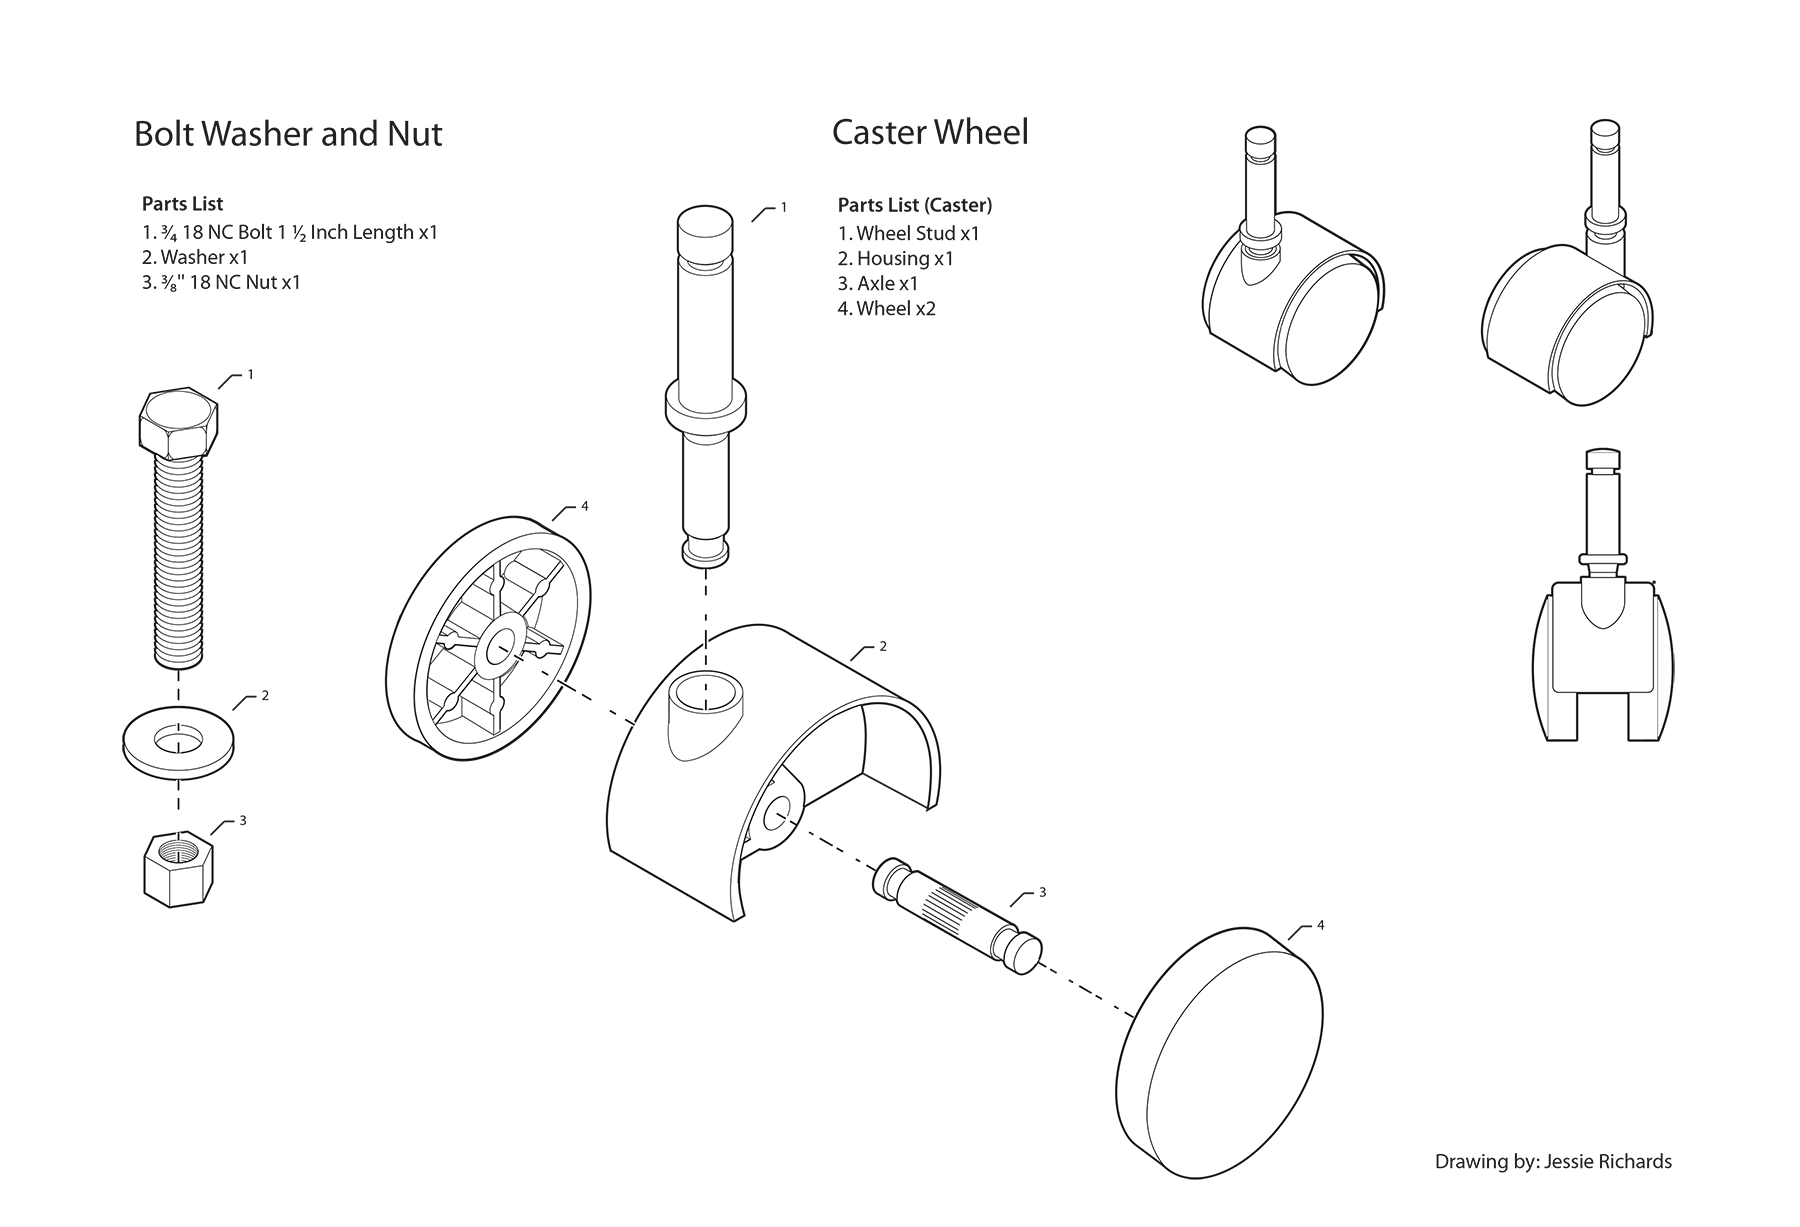 Bolt Washer and Nut
Parts List
1. ¾ 18 NC Bolt 1 ½ Inch Length x1
2. Washer x1
3. ⅜" 18 NC Nut x1
Caster Wheel
Parts List (Caster)
1. Wheel Stud x1
2. Housing x1
3. Axle x1
4. Wheel x2
1
2
3
1
4
2
3
4
Drawing by: Jessie Richards